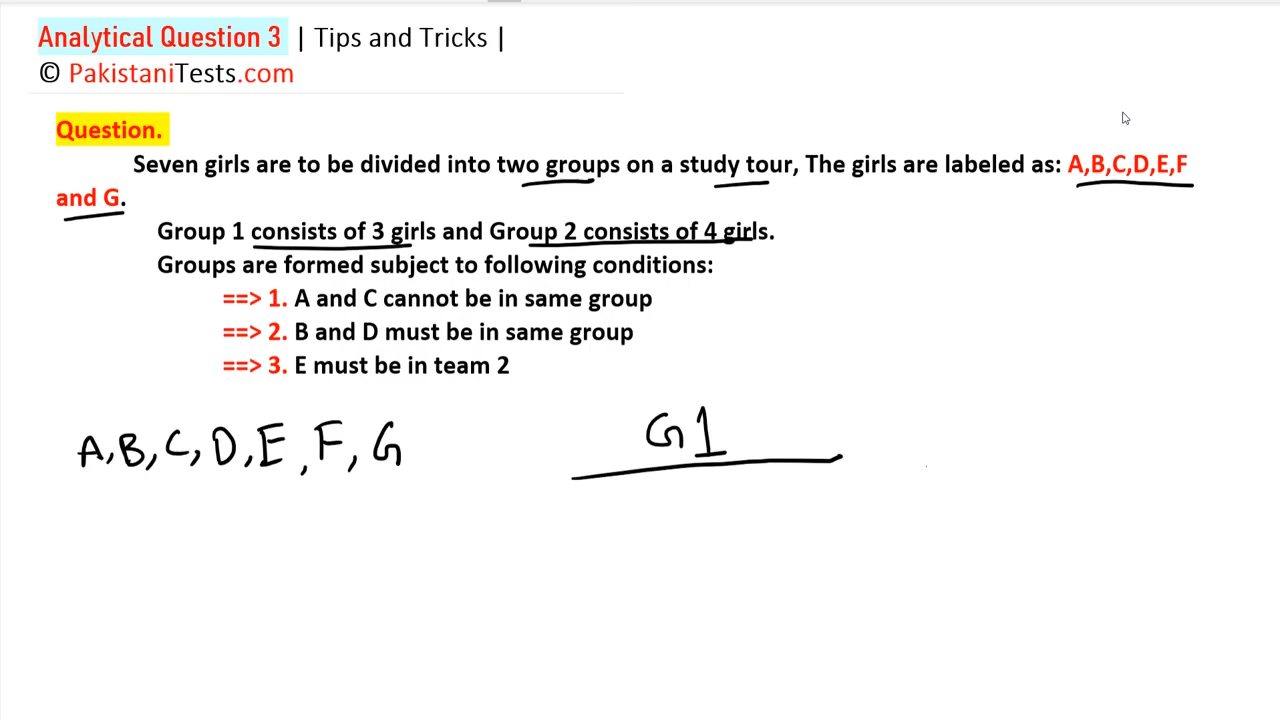 Analytical Question 3 | Tips and Tricks |
© PakistaniTests.com
Question.
Seven girls are to be divided into two groups on a study tour, The girls are labeled as: A,B,C,D,E,F
and G.
Group 1 consists of 3 girls and Group 2 consists of 4 girls.
Groups are formed subject to following conditions:
==> 1. A and C cannot be in same group
==> 2. B and D must be in same group
==> 3. E must be in team 2
A,B,C,D,E,F,G
G1